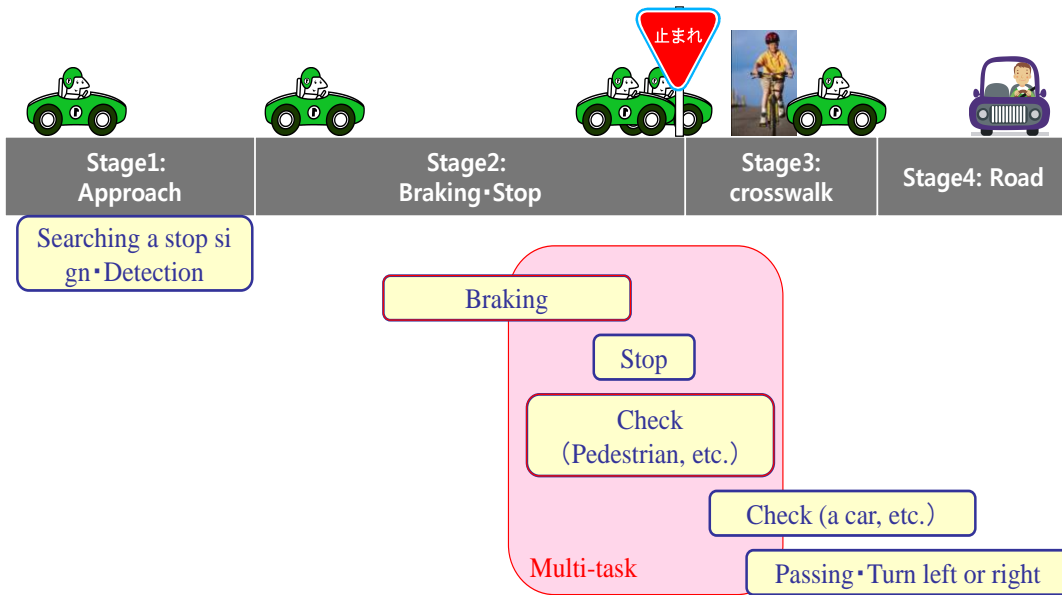 止まれ
Stage1:
Approach
Stage2:
Braking･Stop
Stage3:
crosswalk
Stage4: Road
Searching a stop si
gn･Detection
Braking
Stop
Check
（Pedestrian, etc.）
Check (a car, etc.）
Multi-task
Passing･Turn left or right